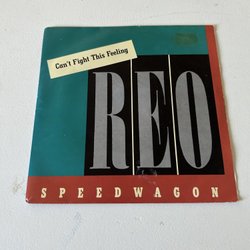 Can't Fight This Feeling
REO
SPEEDWAGON